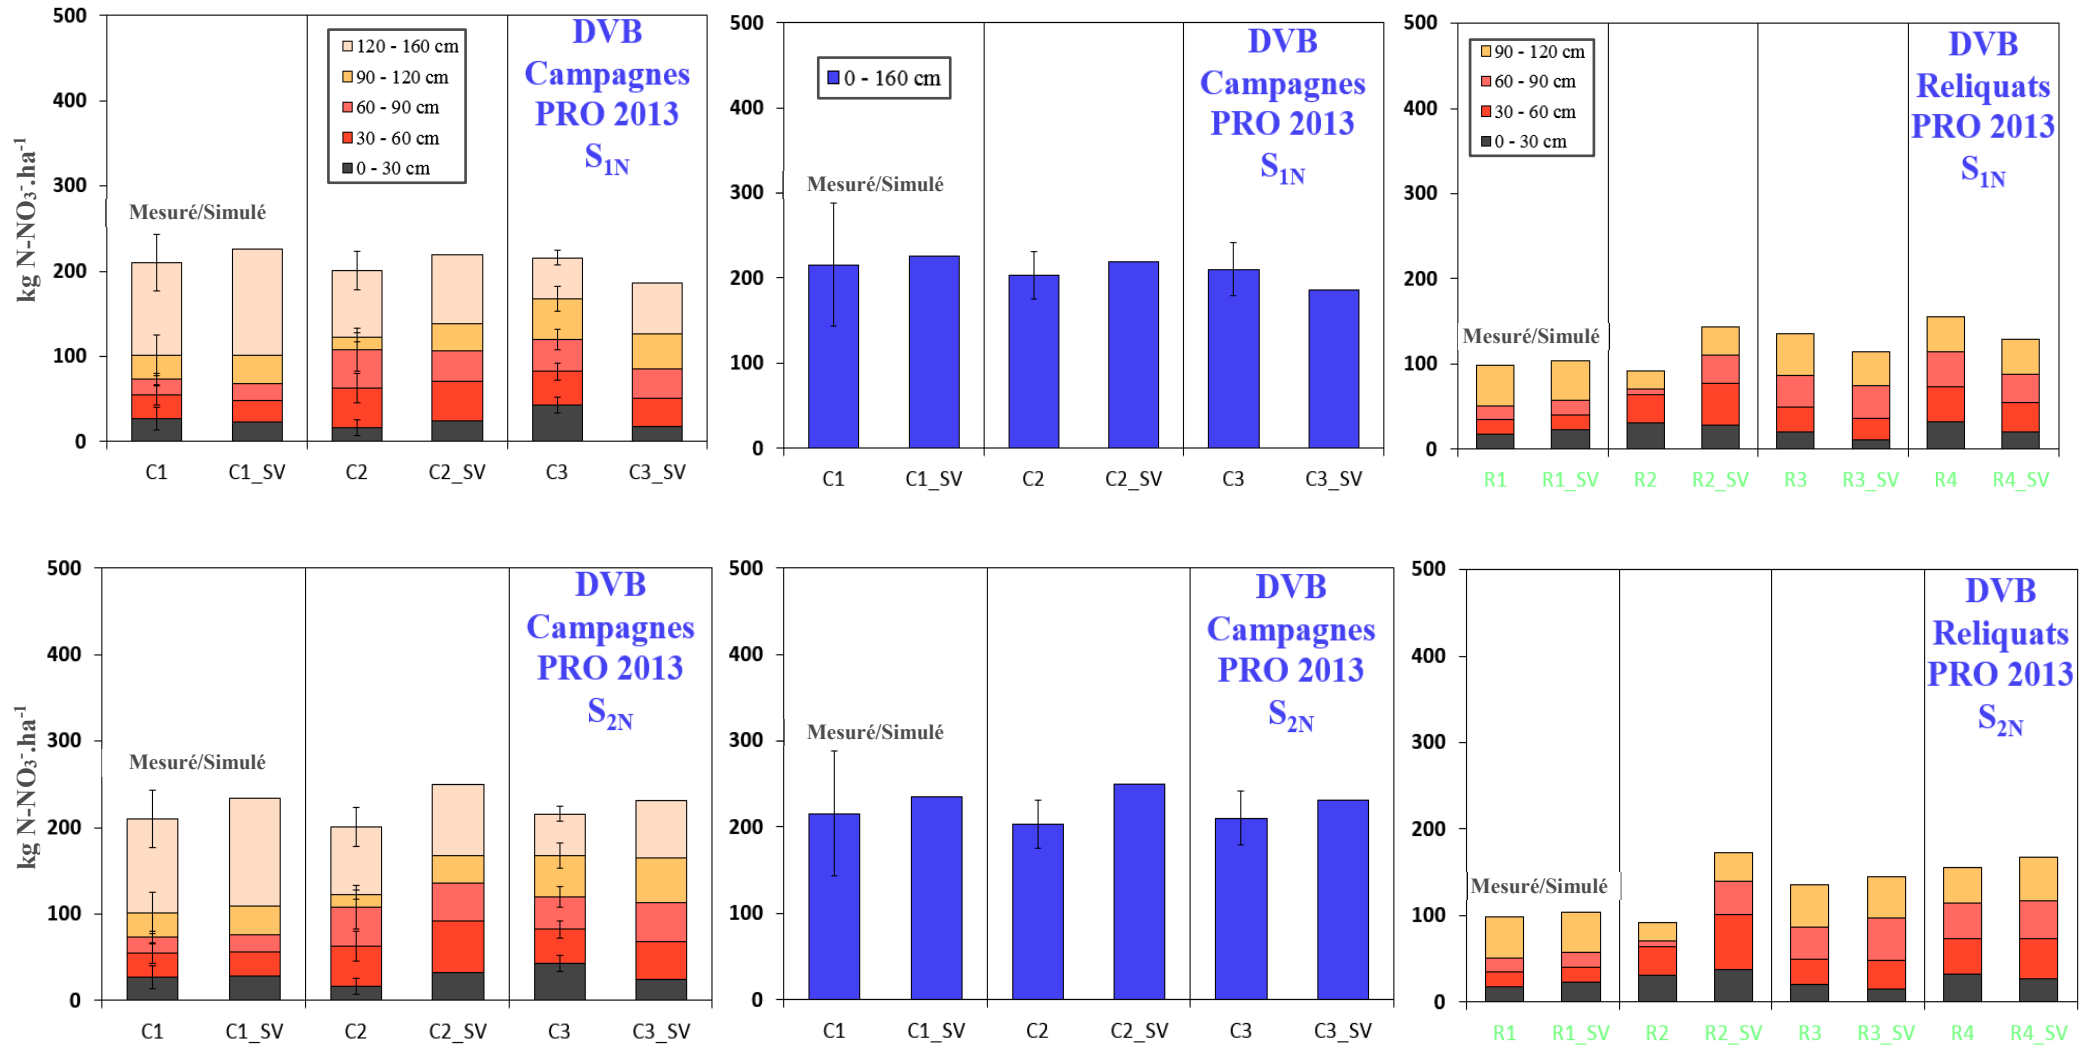 kg N-NO₃⁻.ha⁻¹
500
400
300
200
100
0
120 - 160 cm
90 - 120 cm
60 - 90 cm
30 - 60 cm
0 - 30 cm
DVB
Campagnes
PRO 2013
S₁N
Mesuré/Simulé
C1 C1_SV C2 C2_SV C3 C3_SV
500
400
300
200
100
0
0 - 160 cm
DVB
Campagnes
PRO 2013
S₁N
Mesuré/Simulé
C1 C1_SV C2 C2_SV C3 C3_SV
500
400
300
200
100
0
90 - 120 cm
60 - 90 cm
30 - 60 cm
0 - 30 cm
DVB
Reliquats
PRO 2013
S₁N
Mesuré/Simulé
R1 R1_SV R2 R2_SV R3 R3_SV R4 R4_SV
kg N-NO₃⁻.ha⁻¹
500
400
300
200
100
0
DVB
Campagnes
PRO 2013
S₂N
Mesuré/Simulé
C1 C1_SV C2 C2_SV C3 C3_SV
500
400
300
200
100
0
DVB
Campagnes
PRO 2013
S₂N
Mesuré/Simulé
C1 C1_SV C2 C2_SV C3 C3_SV
500
400
300
200
100
0
DVB
Reliquats
PRO 2013
S₂N
Mesuré/Simulé
R1 R1_SV R2 R2_SV R3 R3_SV R4 R4_SV